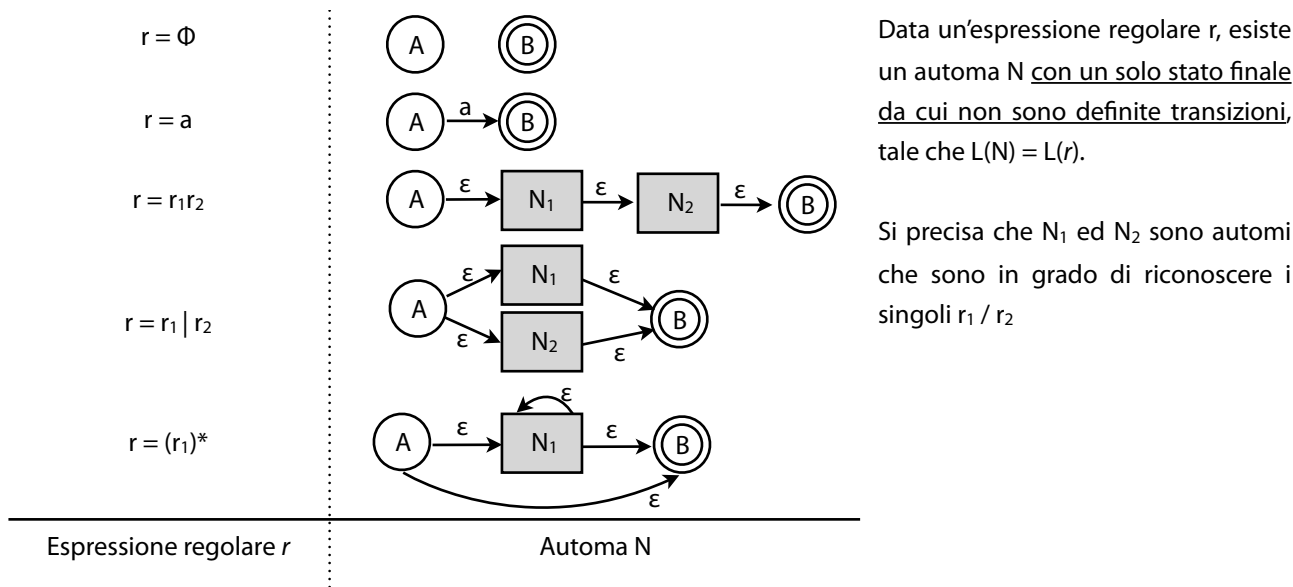 r = Φ
A
B
r = a
A
a
B
r = r₁r₂
A
ε
N₁
ε
N₂
ε
B
r = r₁ | r₂
A
ε
N₁
ε
ε
N₂
ε
B
r = (r₁)*
A
ε
N₁
ε
ε
B
ε
Espressione regolare r
Automa N
Data un'espressione regolare r, esiste
un automa N con un solo stato finale
da cui non sono definite transizioni,
tale che L(N) = L(r).
Si precisa che N₁ ed N₂ sono automi
che sono in grado di riconoscere i
singoli r₁ / r₂